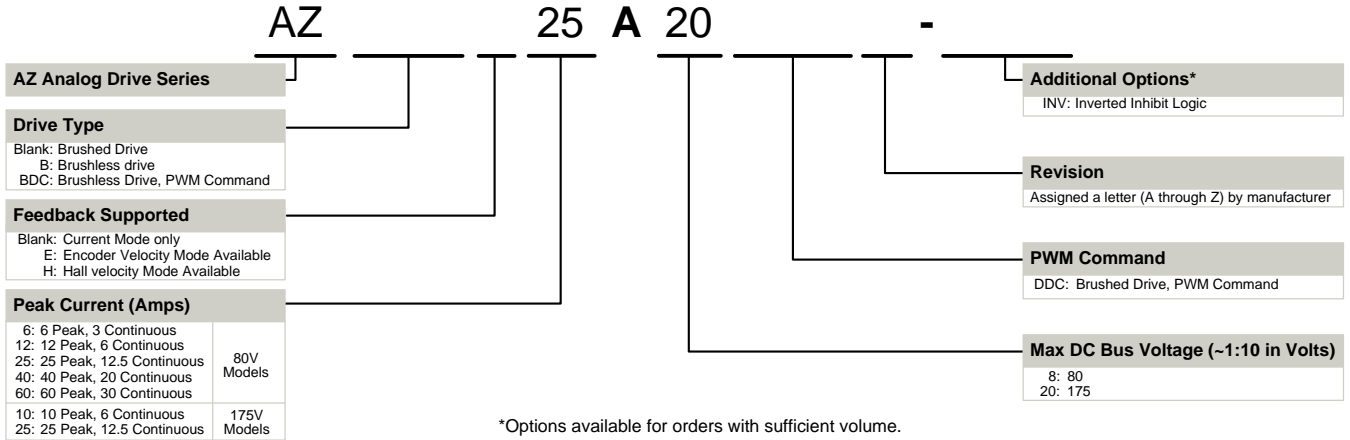 AZ 25 A 20 -
AZ Analog Drive Series
Drive Type
Blank: Brushed Drive
B: Brushless drive
BDC: Brushless Drive, PWM Command
Feedback Supported
Blank: Current Mode only
E: Encoder Velocity Mode Available
H: Hall velocity Mode Available
Peak Current (Amps)
6: 6 Peak, 3 Continuous
12: 12 Peak, 6 Continuous
25: 25 Peak, 12.5 Continuous
40: 40 Peak, 20 Continuous
60: 60 Peak, 30 Continuous
80V
Models
10: 10 Peak, 6 Continuous
25: 25 Peak, 12.5 Continuous
175V
Models
Additional Options*
INV: Inverted Inhibit Logic
Revision
Assigned a letter (A through Z) by manufacturer
PWM Command
DDC: Brushed Drive, PWM Command
Max DC Bus Voltage (~1:10 in Volts)
8: 80
20: 175
*Options available for orders with sufficient volume.